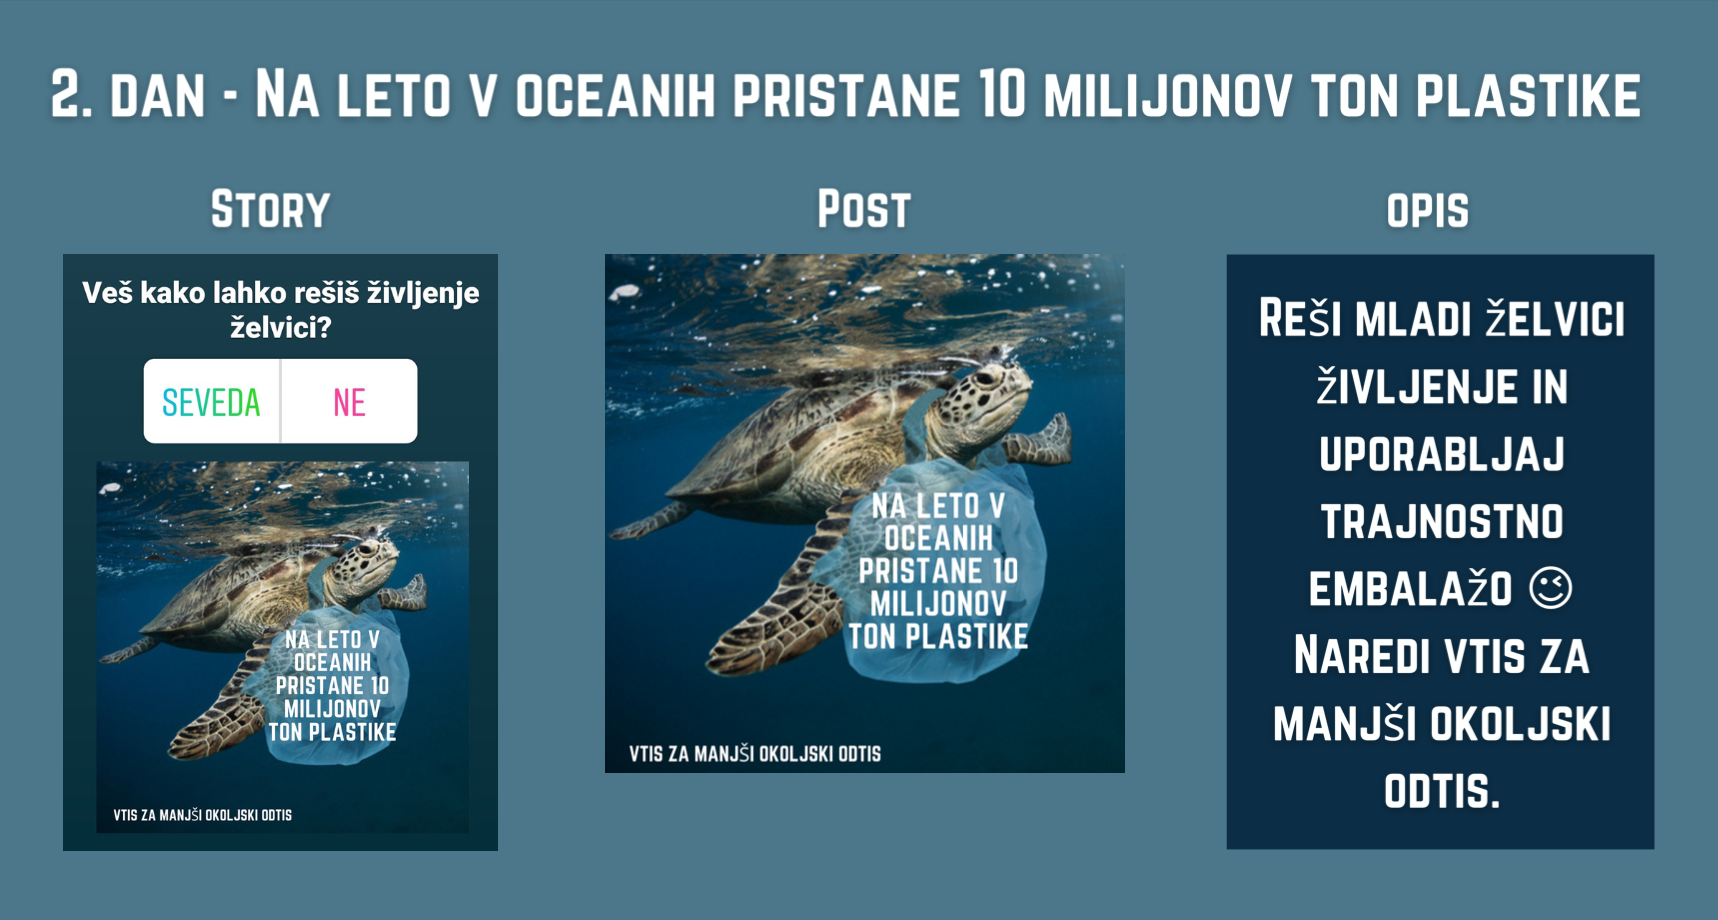 2. dan - Na leto v oceanih pristane 10 milijonov ton plastike
Story
Veš kako lahko rešiš življenje
želvici?
SEVEDA NE
NA LETO V
OCEANIH
PRISTANE 10
MILIJONOV
TON PLASTIKE
VTIS ZA MANJŠI OKOLJSKI ODTIS
Post
NA LETO V
OCEANIH
PRISTANE 10
MILIJONOV
TON PLASTIKE
VTIS ZA MANJŠI OKOLJSKI ODTIS
opis
Reši mladi želvici
življenje in
uporabljaj
trajnostno
embalažo 😉
Naredi vtis za
manjši okoljski
odtis.